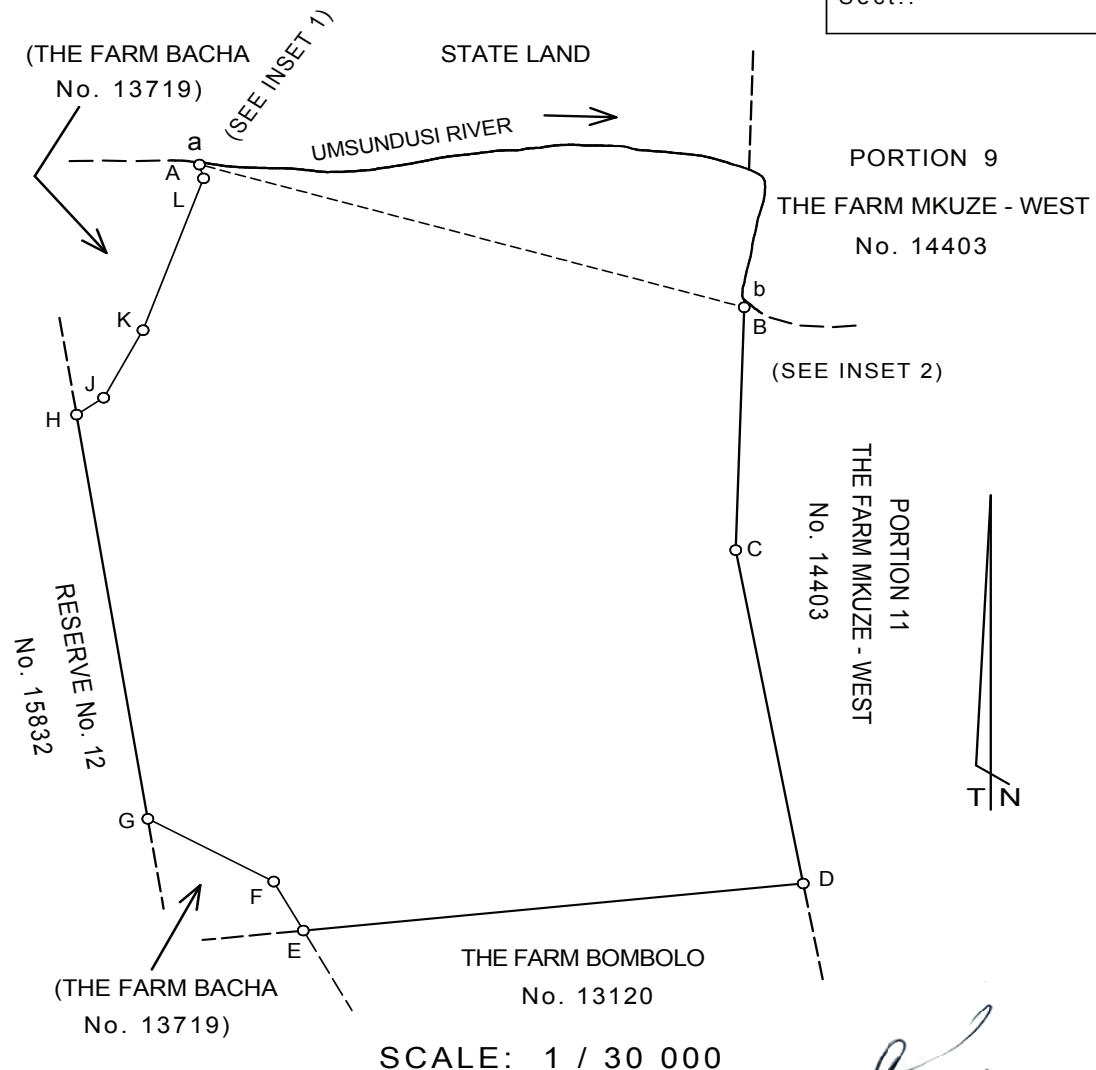 (THE FARM BACHA
No. 13719)
(SEE INSET 1)
STATE LAND
a
A
L
UMSUNDUSI RIVER
PORTION 9
THE FARM MKUZE - WEST
No. 14403
b
B
(SEE INSET 2)
K
J
H
C
PORTION 11
THE FARM MKUZE - WEST
No. 14403
RESERVE No. 12
No. 15832
T N
G
F
E
D
THE FARM BOMBOLO
No. 13120
(THE FARM BACHA
No. 13719)
SCALE: 1 / 30 000